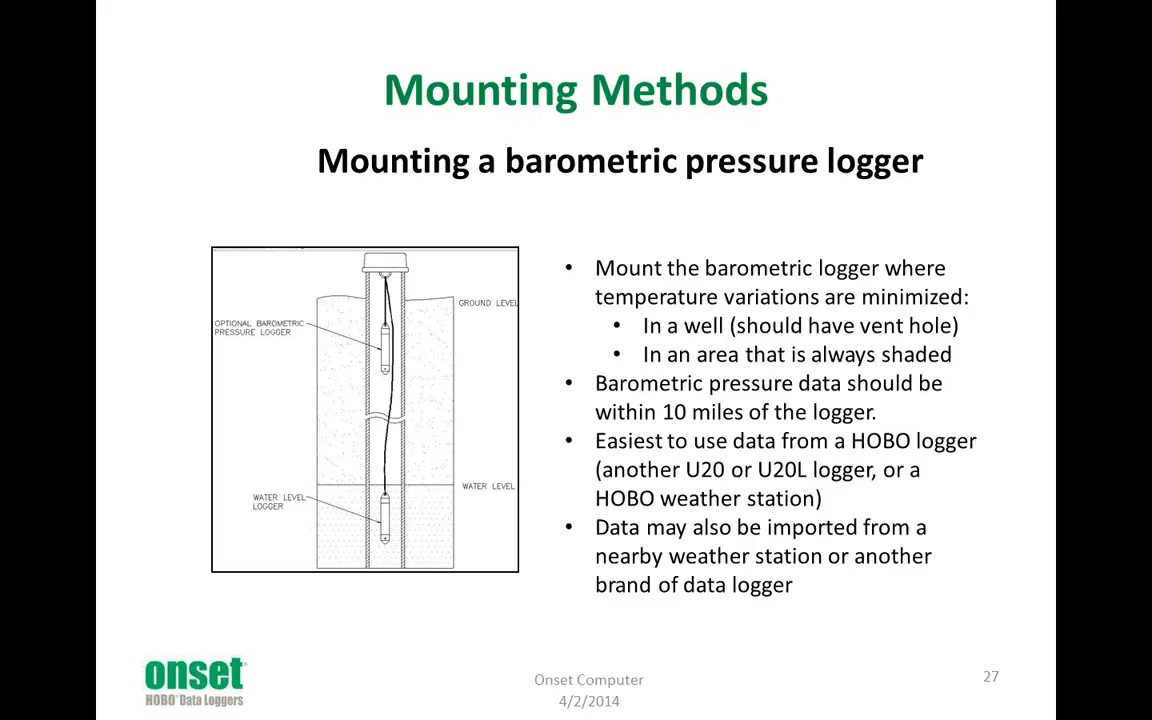 Mounting Methods
Mounting a barometric pressure logger
GROUND LEVEL
OPTIONAL BAROMETRIC
PRESSURE LOGGER
WATER LEVEL
WATER LEVEL
LOGGER
• Mount the barometric logger where
temperature variations are minimized:
• In a well (should have vent hole)
• In an area that is always shaded
• Barometric pressure data should be
within 10 miles of the logger.
• Easiest to use data from a HOBO logger
(another U20 or U20L logger, or a
HOBO weather station)
• Data may also be imported from a
nearby weather station or another
brand of data logger
onset®
HOBO® Data Loggers
Onset Computer
4/2/2014
27